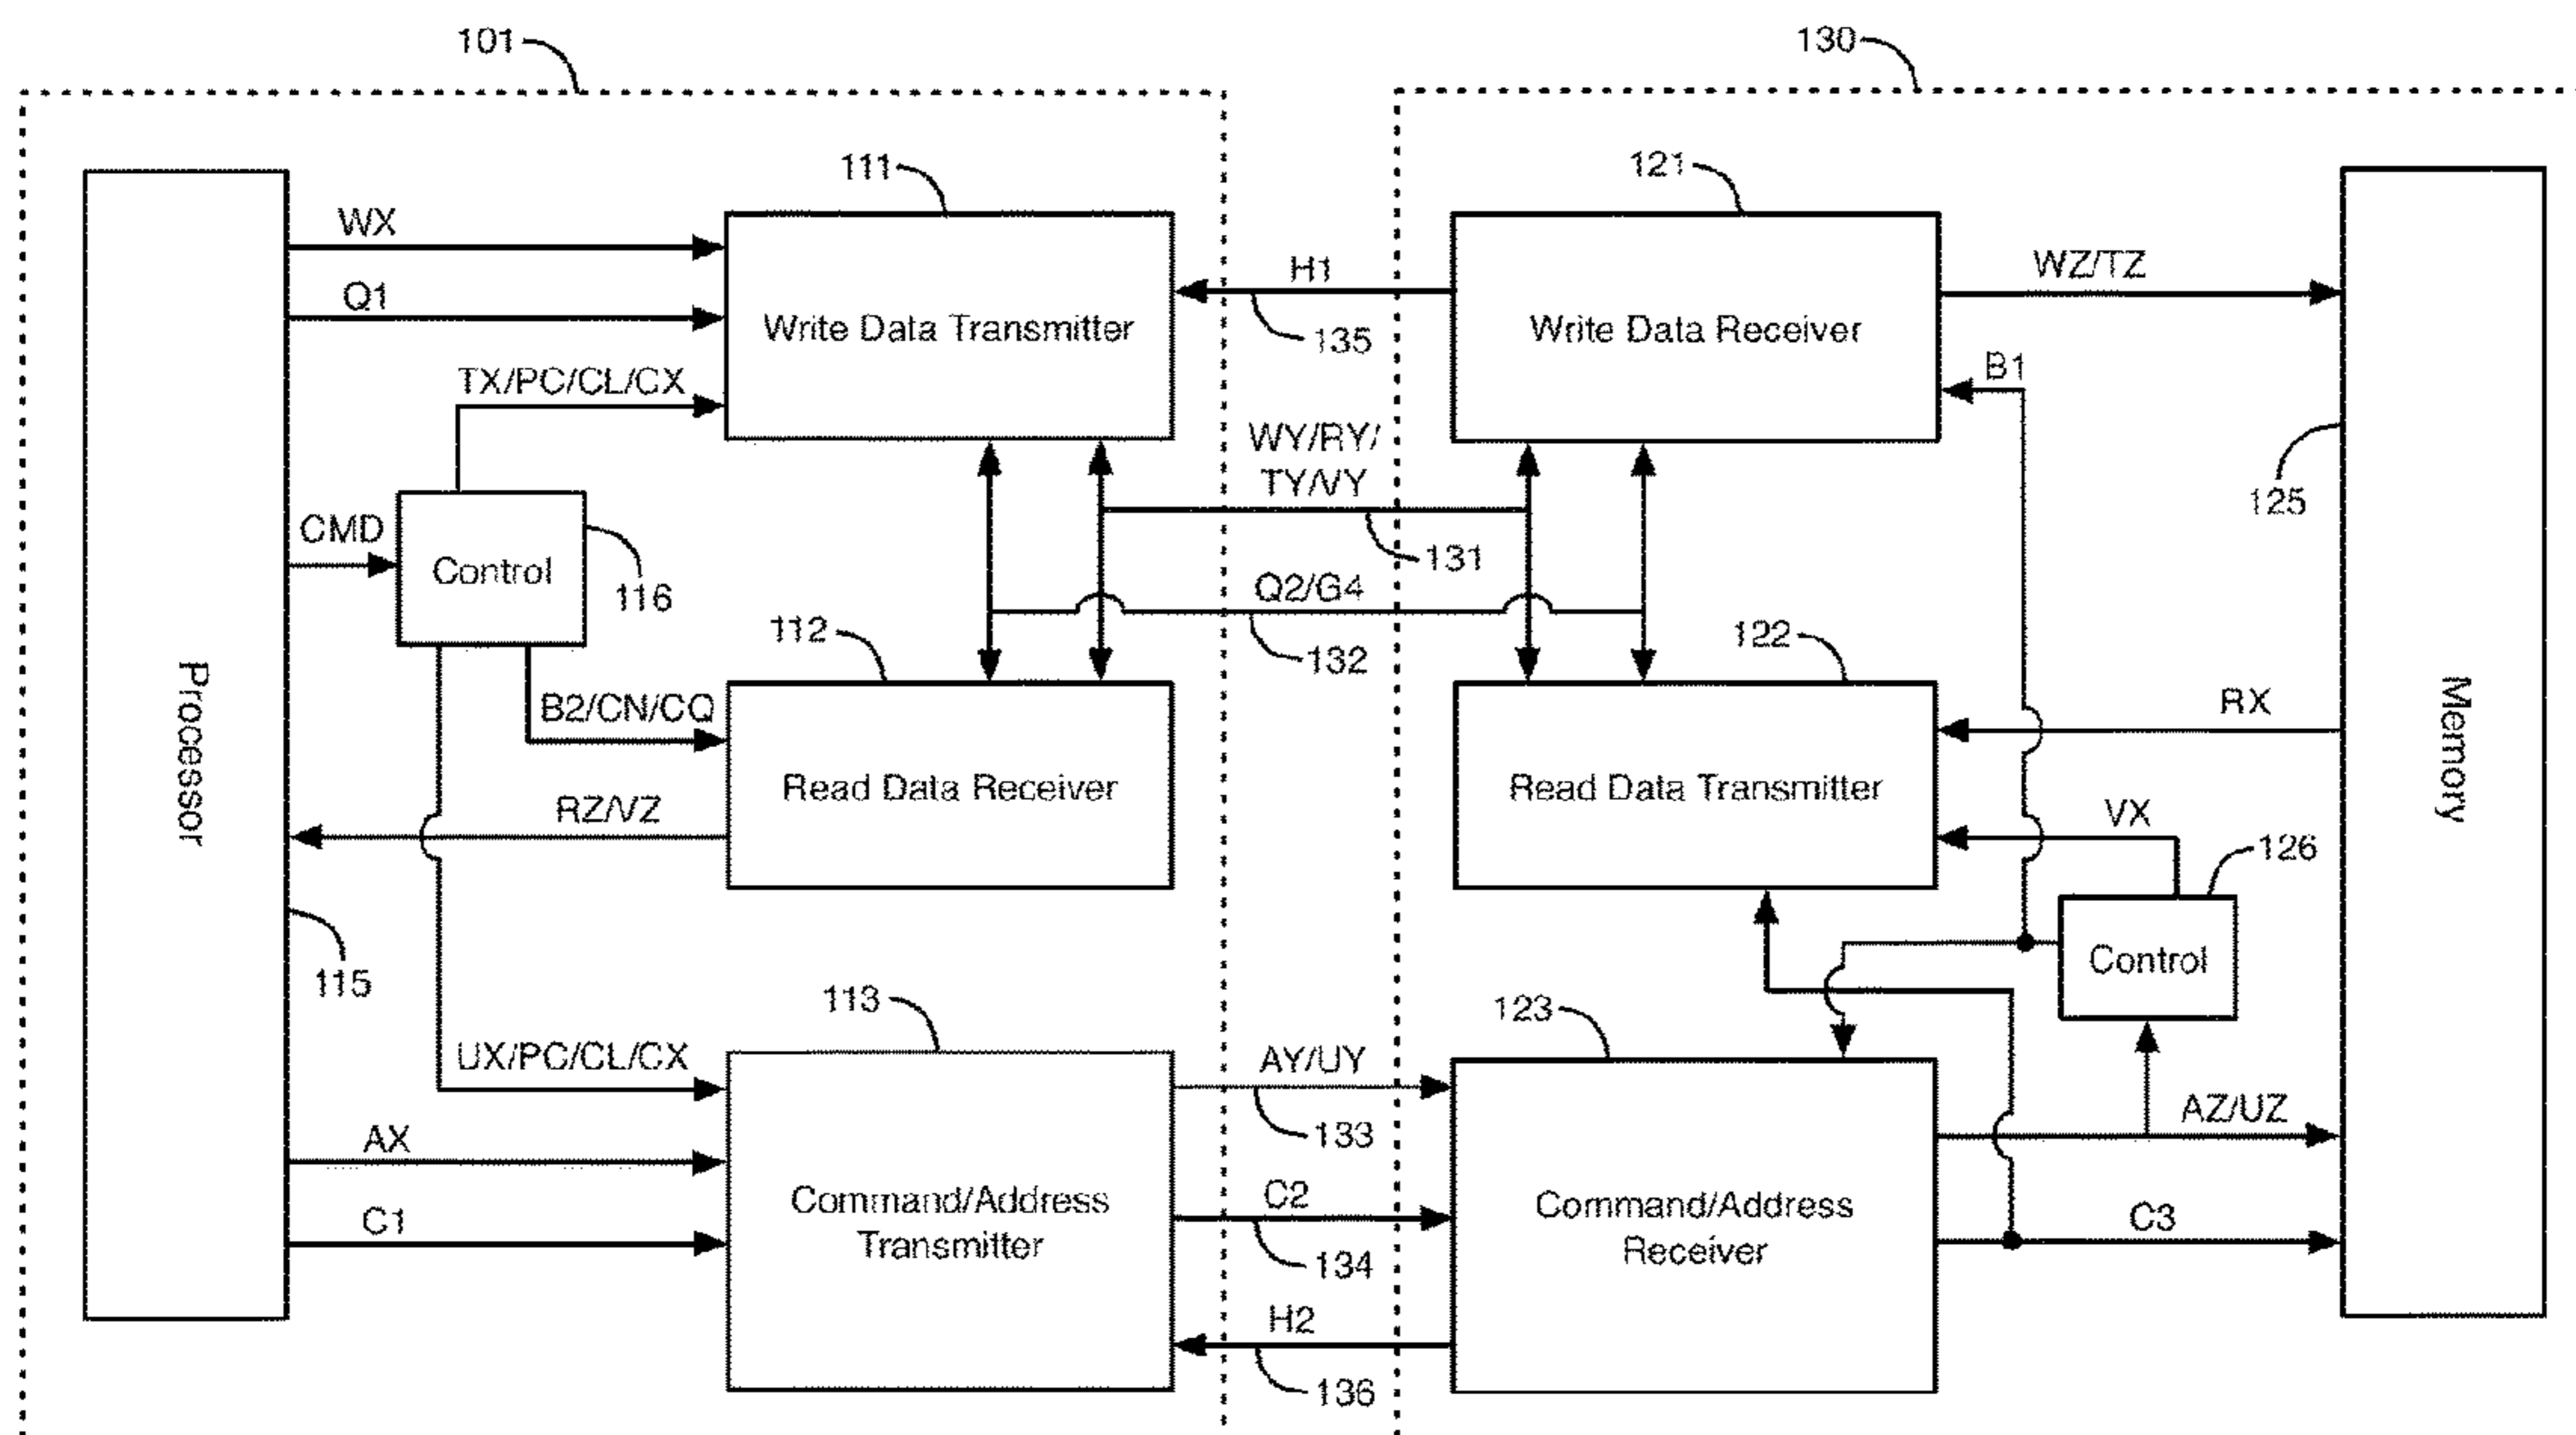 101
130
111
121
WX
Q1
H1
135
WZ/TZ
Write Data Transmitter
Write Data Receiver
TX/PC/CL/CX
B1
WY/RY/
TY/VY
131
125
CMD
Control
116
Q2/G4
132
112
122
B2/CN/CQ
RX
Processor
Memory
Read Data Receiver
Read Data Transmitter
RZ/VZ
VX
126
115
Control
113
123
UX/PC/CL/CX
AY/UY
133
AZ/UZ
AX
Command/Address
Transmitter
C2
134
Command/Address
Receiver
C1
C3
H2
136